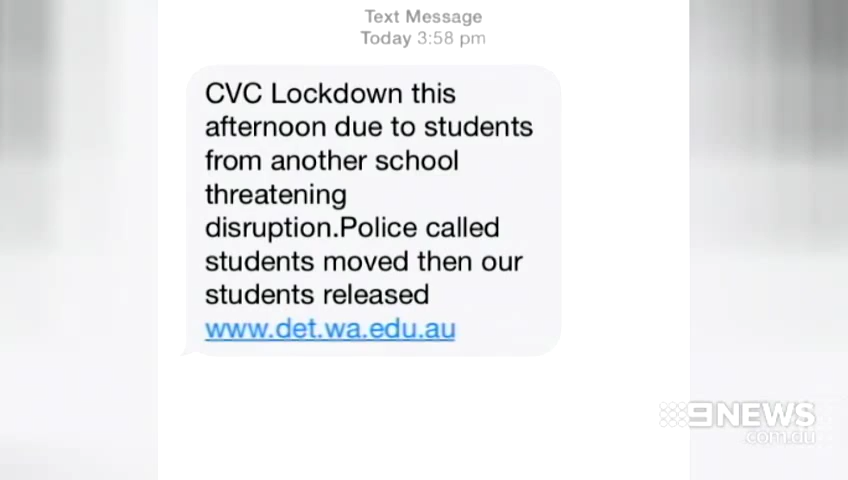 Text Message
Today 3:58 pm
CVC Lockdown this
afternoon due to students
from another school
threatening
disruption.Police called
students moved then our
students released
www.det.wa.edu.au
9NEWS
.com.au